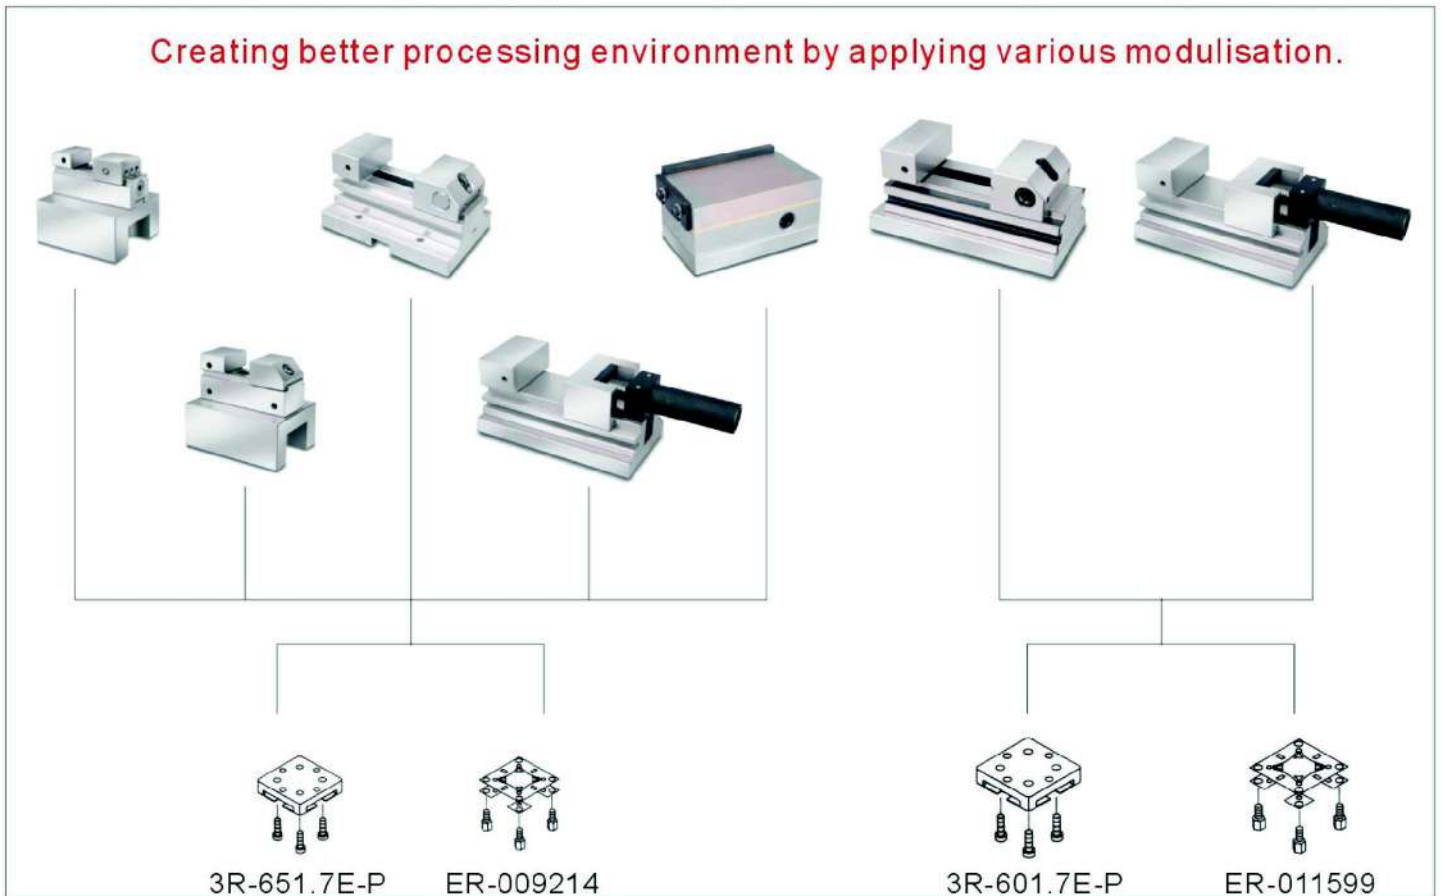 Creating better processing environment by applying various modulisation.
3R-651.7E-P
ER-009214
3R-601.7E-P
ER-011599